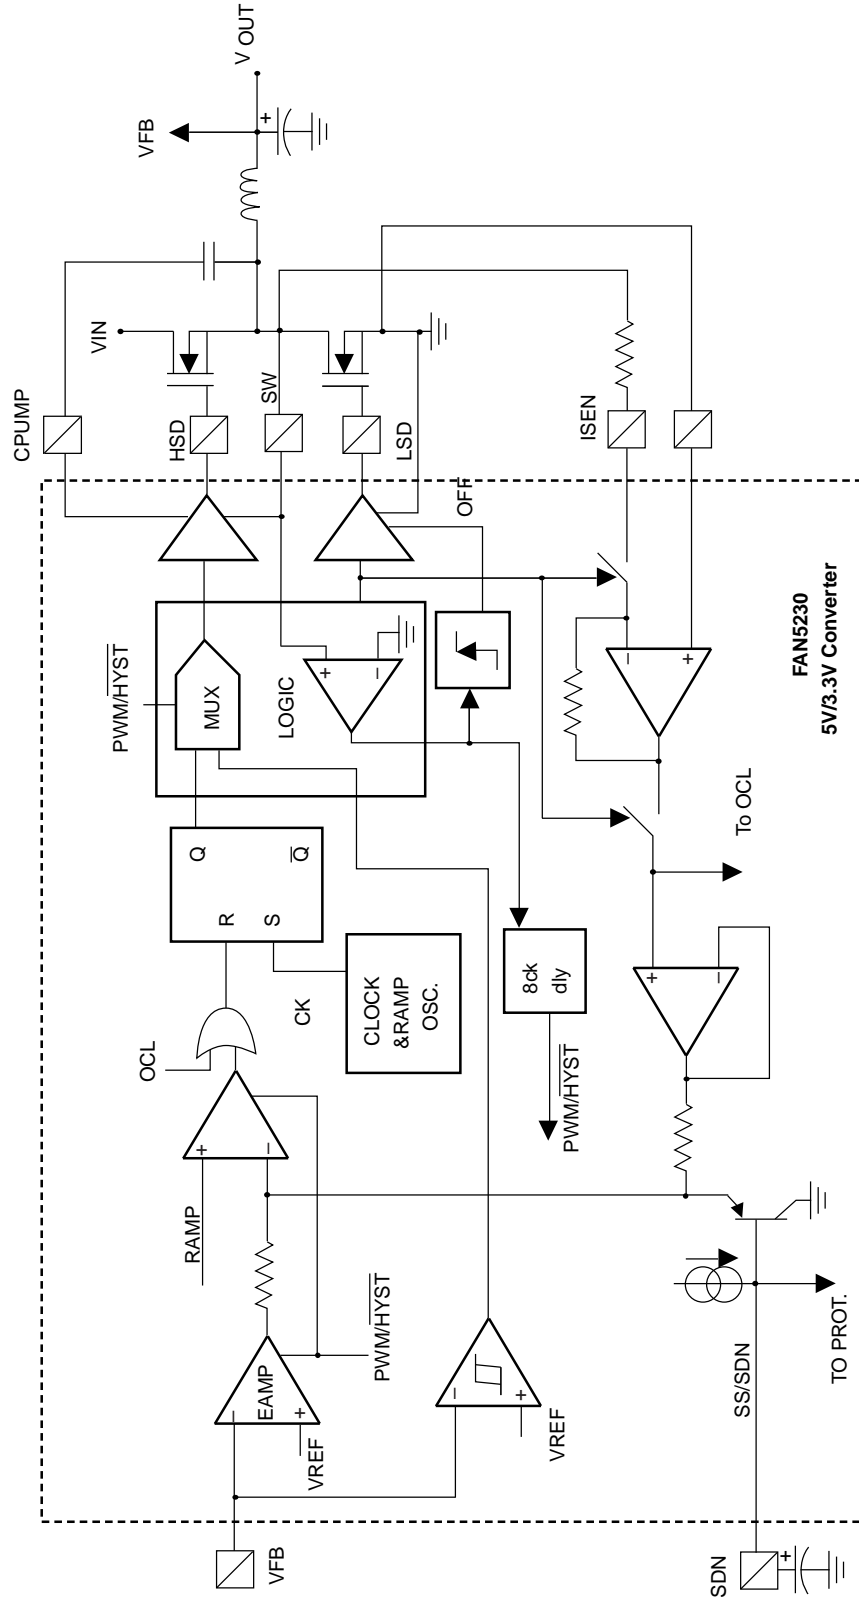 VFB
VREF
–
+
EAMP
PWM/HYST
RAMP
+
–
OCL
R
S
Q
Q
CK
CLOCK
&RAMP
OSC.
PWM/HYST
MUX
LOGIC
+
–
CPUMP
HSD
SW
LSD
OFF
VIN
VFB
V OUT
+
VREF
–
+
PWM/HYST
8ck
dly
ISEN
–
+
To OCL
+
–
SDN
+
SS/SDN
TO PROT.
FAN5230
5V/3.3V Converter